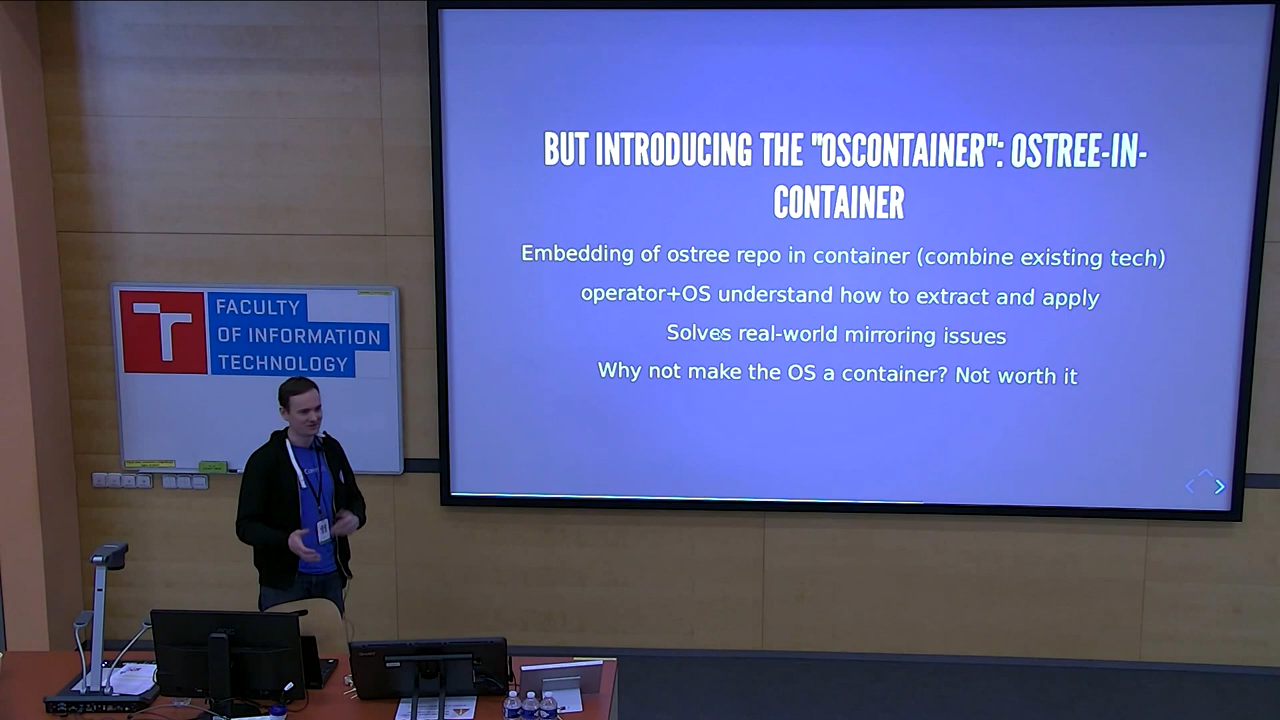 BUT INTRODUCING THE "OSCONTAINER": OSTREE-IN-
CONTAINER
Embedding of ostree repo in container (combine existing tech)
operator+OS understand how to extract and apply
Solves real-world mirroring issues
Why not make the OS a container? Not worth it
FACULTY
OF INFORMATION
TECHNOLOGY